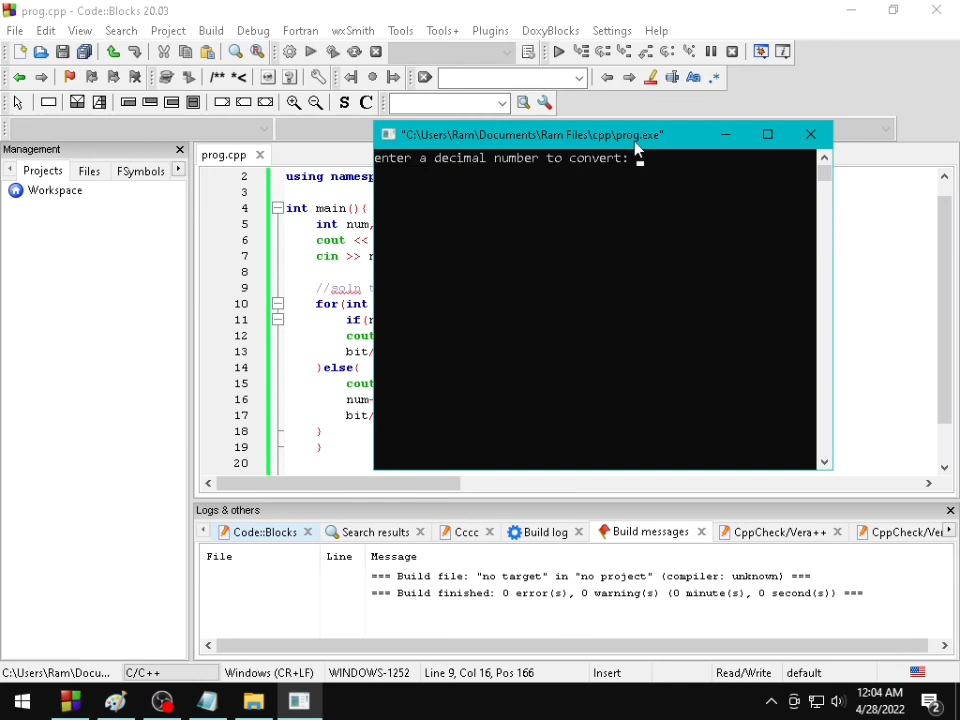 prog.cpp - Code::Blocks 20.03
File Edit View Search Project Build Debug Fortran wxSmith Tools Tools+ Plugins DoxyBlocks Settings Help
/** *<
S C
Management
Projects Files FSymbols
Workspace
prog.cpp
"C:\Users\Ram\Documents\Ram Files\cpp\prog.exe"
enter a decimal number to convert:
2 using namesp
3
4 int main(){
5 int num,
6 cout <<
7 cin >>
8
9 //soln t
10 for(int
11 if(
12 cout
13 bit/
14 }else{
15 cout
16 num-
17 bit/
18 }
19 }
20
Logs & others
Code::Blocks Search results Cccc Build log Build messages CppCheck/Vera++ CppCheck/Ve
File Line Message
=== Build file: "no target" in "no project" (compiler: unknown) ===
=== Build finished: 0 error(s), 0 warning(s) (0 minute(s), 0 second(s)) ===
C:\Users\Ram\Docu... C/C++ Windows (CR+LF) WINDOWS-1252 Line 9, Col 16, Pos 166 Insert Read/Write default
12:04 AM
4/28/2022
2